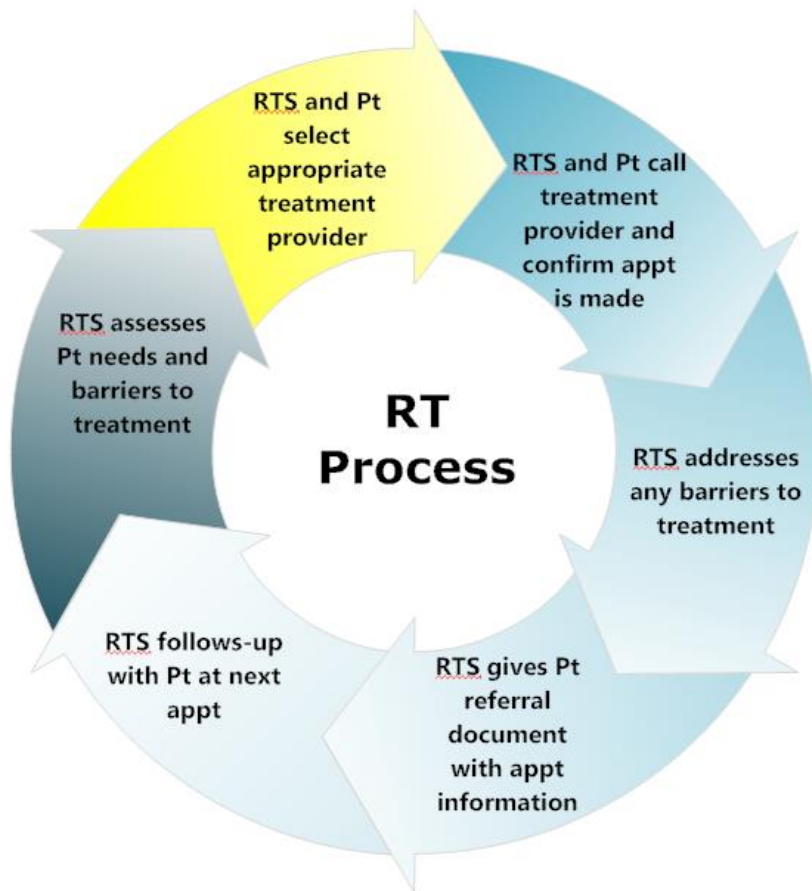 RTS and Pt
select
appropriate
treatment
provider
RTS and Pt call
treatment
provider and
confirm appt
is made
RTS addresses
any barriers to
treatment
RTS gives Pt
referral
document
with appt
information
RTS follows-up
with Pt at next
appt
RTS assesses
Pt needs and
barriers to
treatment
RT
Process